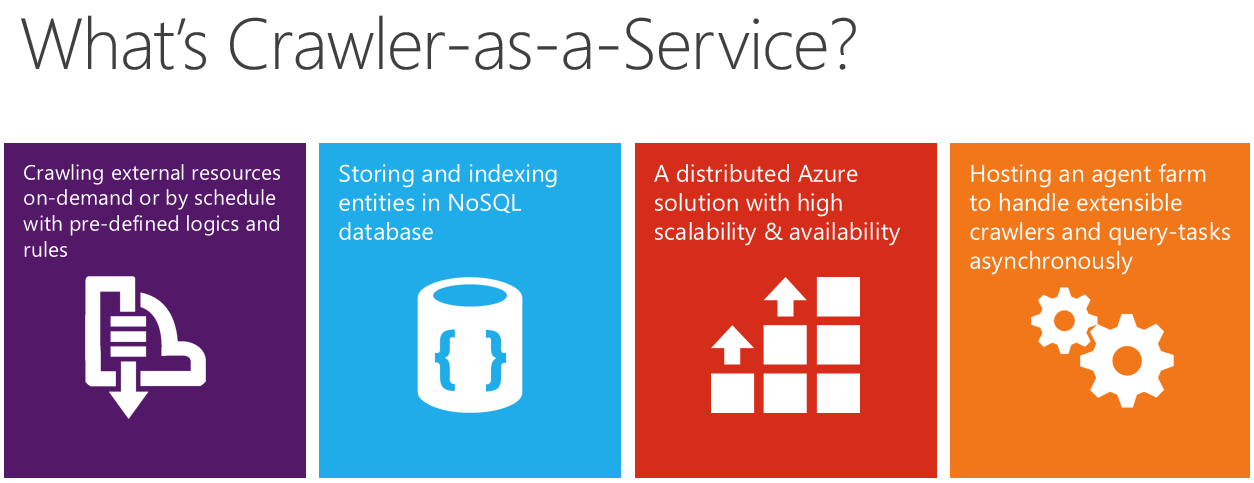 What's Crawler-as-a-Service?
Crawling external resources
on-demand or by schedule
with pre-defined logics and
rules
Storing and indexing
entities in NoSQL
database
{ }
A distributed Azure
solution with high
scalability & availability
Hosting an agent farm
to handle extensible
crawlers and query-tasks
asynchronously